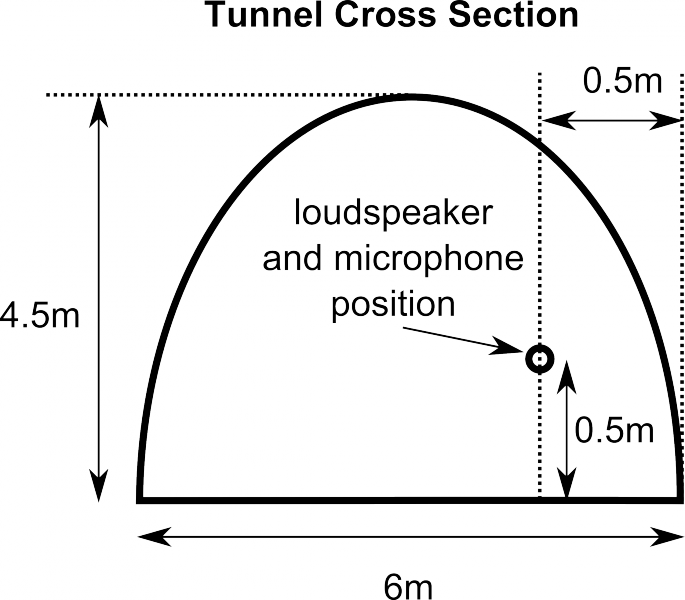 Tunnel Cross Section
0.5m
loudspeaker
and microphone
position
4.5m
0.5m
6m